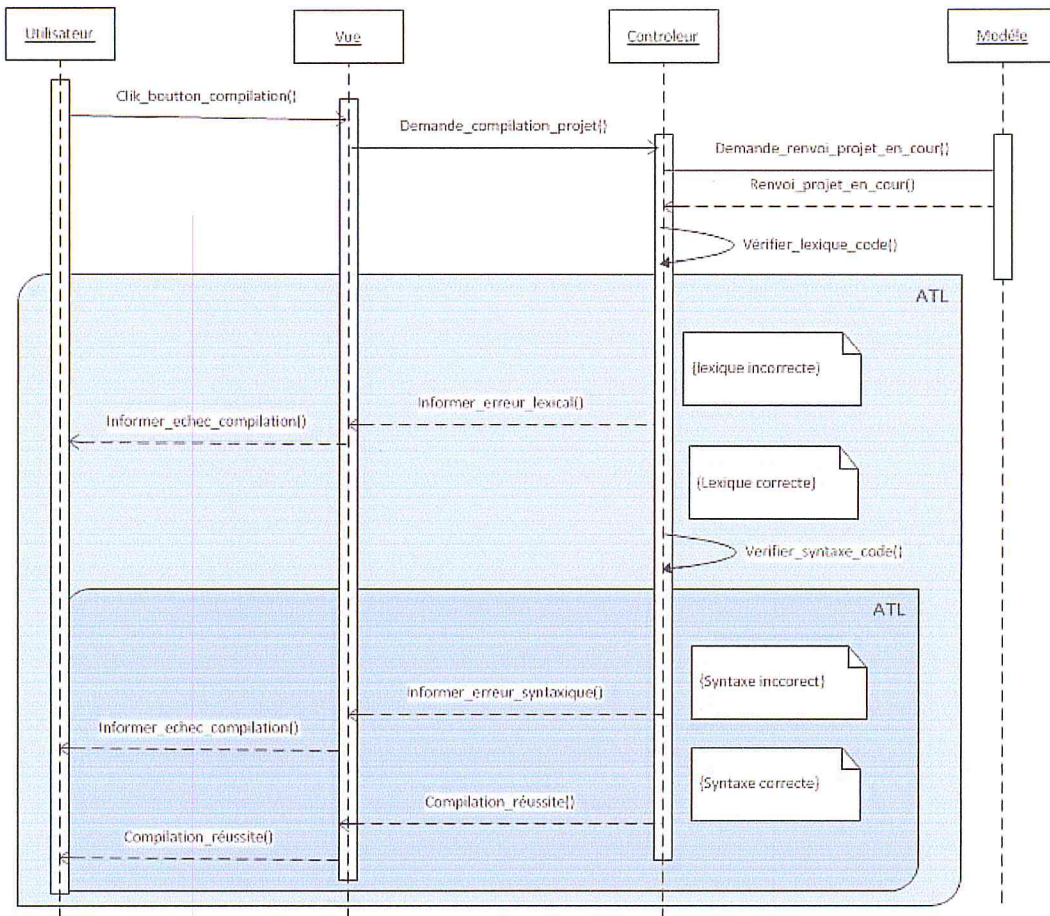 Utilisateur
Vue
Controleur
Modéle
Clik_boutton_compilation()
Demande_compilation_projet()
Demande_renvoi_projet_en_cour()
Renvoi_projet_en_cour()
Vérifier_lexique_code()
ATL
{lexique incorrecte}
Informer_erreur_lexical()
Informer_echec_compilation()
{Lexique correcte}
Verifier_syntaxe_code()
ATL
{Syntaxe inccorect}
Informer_erreur_syntaxique()
Informer_echec_compilation()
{Syntaxe correcte}
Compilation_réussite()
Compilation_réussite()